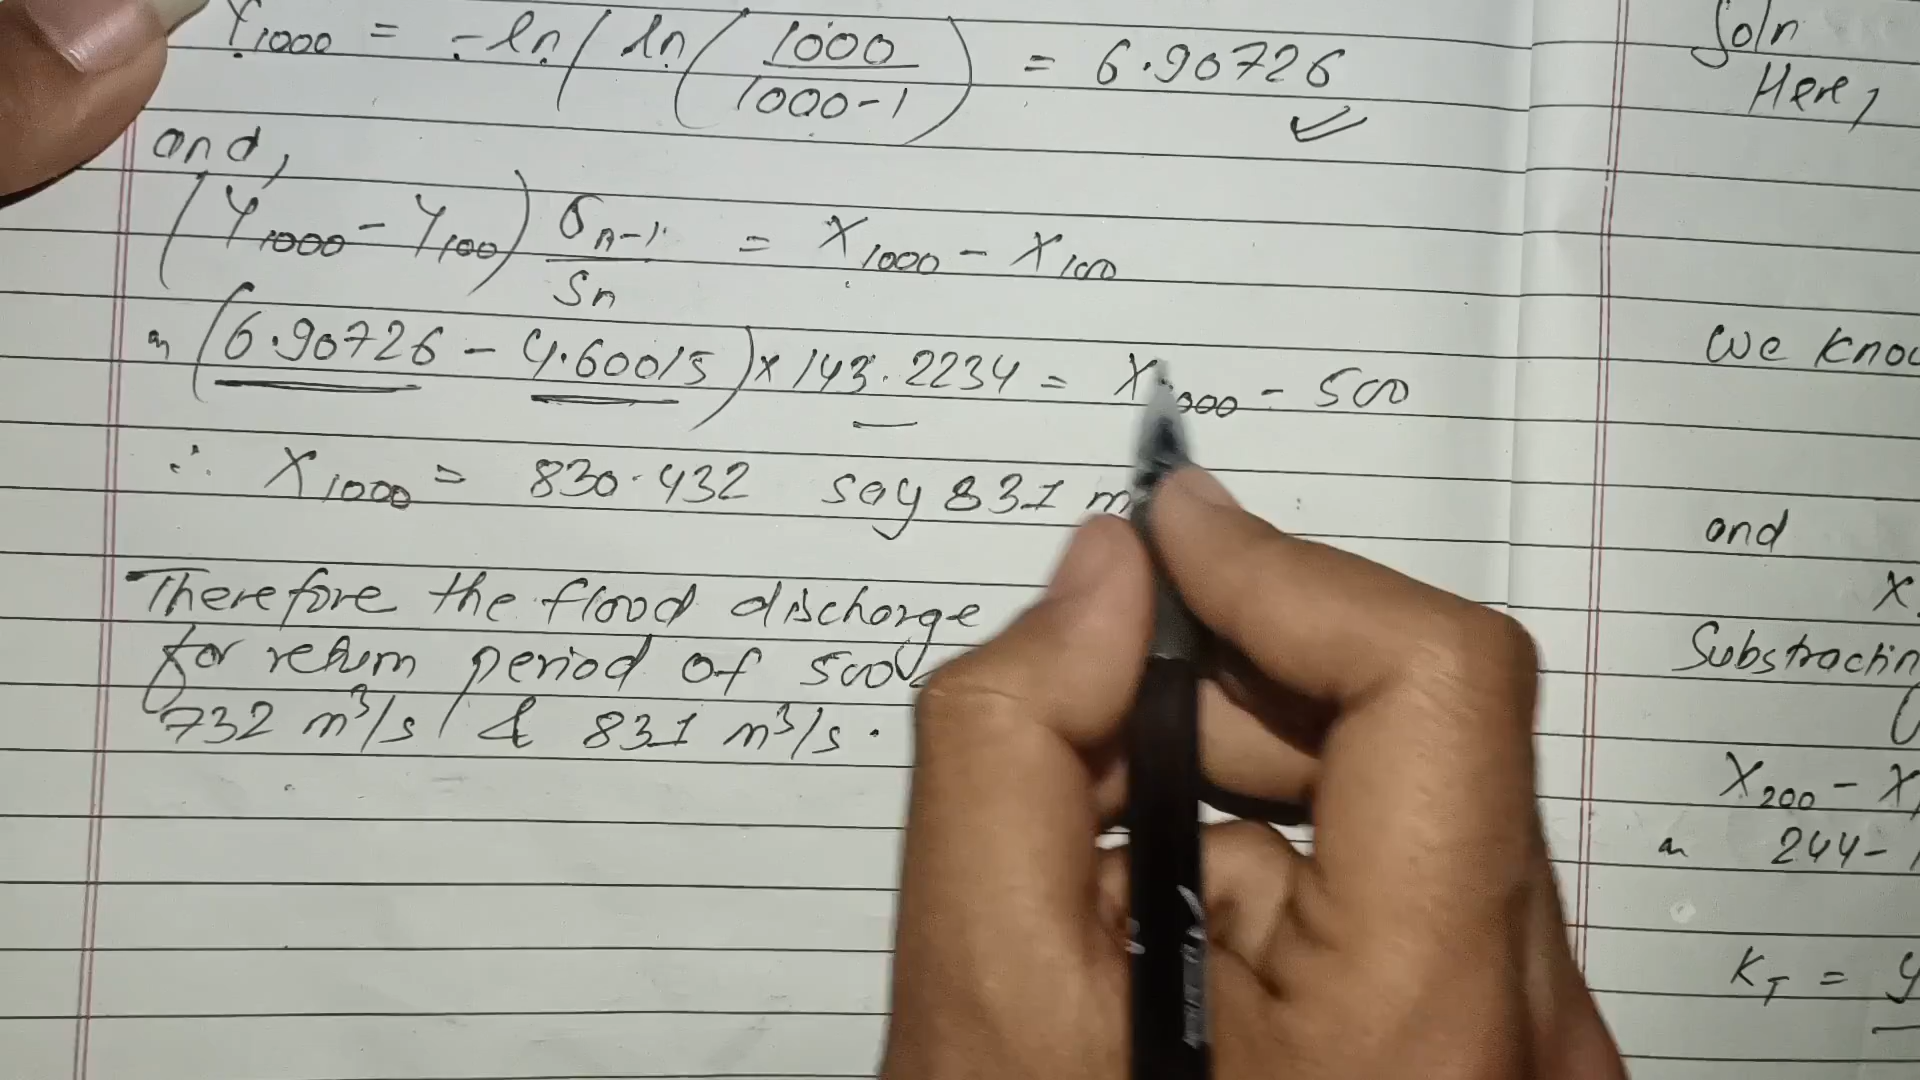 Y1000 = -ln(ln(1000/1000-1) = 6.90726
and,
(Y1000 - Y100) σn-1/Sn = X1000 - X100
(6.90726 - 4.60015) x 143.2234 = X1000 - 500
∴ X1000 = 830.432 say 831 m
Therefore the flood discharge
for return period of 500
732 m³/s & 831 m³/s.
Soln
Here,
We
and
X
X200 - X
244-
KT = y